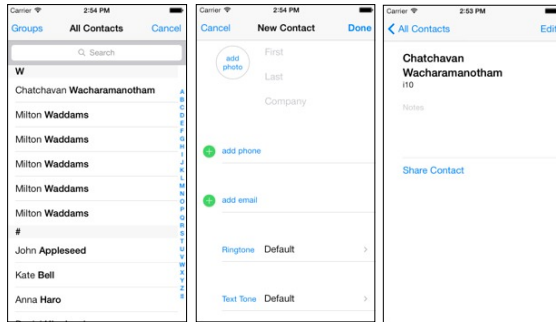 Carrier 2:54 PM
Groups All Contacts Cancel
Search
W
Chatchavan Wacharamanotham
Milton Waddams
Milton Waddams
Milton Waddams
Milton Waddams
Milton Waddams
#
John Appleseed
Kate Bell
Anna Haro
A
B
C
D
E
F
G
H
I
J
K
L
M
N
O
P
Q
R
S
T
U
V
W
X
Y
Z
#
Carrier 2:54 PM
Cancel New Contact Done
add
photo
First
Last
Company
add phone
add email
Ringtone Default
Text Tone Default
Carrier 2:53 PM
All Contacts Edit
Chatchavan
Wacharamanotham
i10
Notes
Share Contact